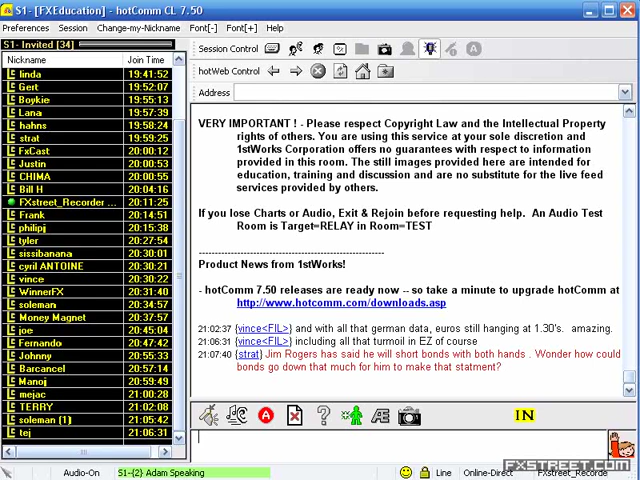 S1- [FXEducation] - hotComm CL 7.50
Preferences Session Change-my-Nickname Font[-] Font[+] Help
S1- Invited [34]
Nickname Join Time
linda 19:41:52
Gert 19:52:07
Boykie 19:55:13
Lana 19:57:39
hahns 19:58:24
strat 19:59:25
FxCast 20:00:12
Justin 20:00:53
CHIMA 20:00:55
Bill H 20:04:16
FXstreet_Recorder ... 20:11:25
Frank 20:14:51
philipj 20:15:38
tyler 20:27:54
sissibanana 20:30:01
cyril ANTOINE 20:30:21
vince 20:30:22
WinnerFX 20:31:40
soleman 20:34:57
Money Magnet 20:37:57
joe 20:45:04
Fernando 20:47:42
Johnny 20:55:33
Barcancel 20:57:14
Manoj 20:59:49
mejac 21:00:28
TERRY 21:02:08
soleman (1) 21:05:42
tej 21:06:31
Session Control
hotWeb Control
Address
VERY IMPORTANT ! - Please respect Copyright Law and the Intellectual Property
rights of others. You are using this service at your sole discretion and
1stWorks Corporation offers no guarantees with respect to information
provided in this room. The still images provided here are intended for
education, training and discussion and are no substitute for the live feed
services provided by others.
If you lose Charts or Audio, Exit & Rejoin before requesting help. An Audio Test
Room is Target=RELAY in Room=TEST
----------------------------------------------------
Product News from 1stWorks!
- hotComm 7.50 releases are ready now -- so take a minute to upgrade hotComm at
http://www.hotcomm.com/downloads.asp
21:02:37 {vince<FIL>} and with all that german data, euros still hanging at 1.30's. amazing.
21:06:31 {vince<FIL>} including all that turmoil in EZ of course
21:07:40 {strat} Jim Rogers has said he will short bonds with both hands . Wonder how could
bonds go down that much for him to make that statment?
IN
Audio-On S1-{2} Adam Speaking Line Online-Direct FXstreet_Recorde
FXSTREET.COM